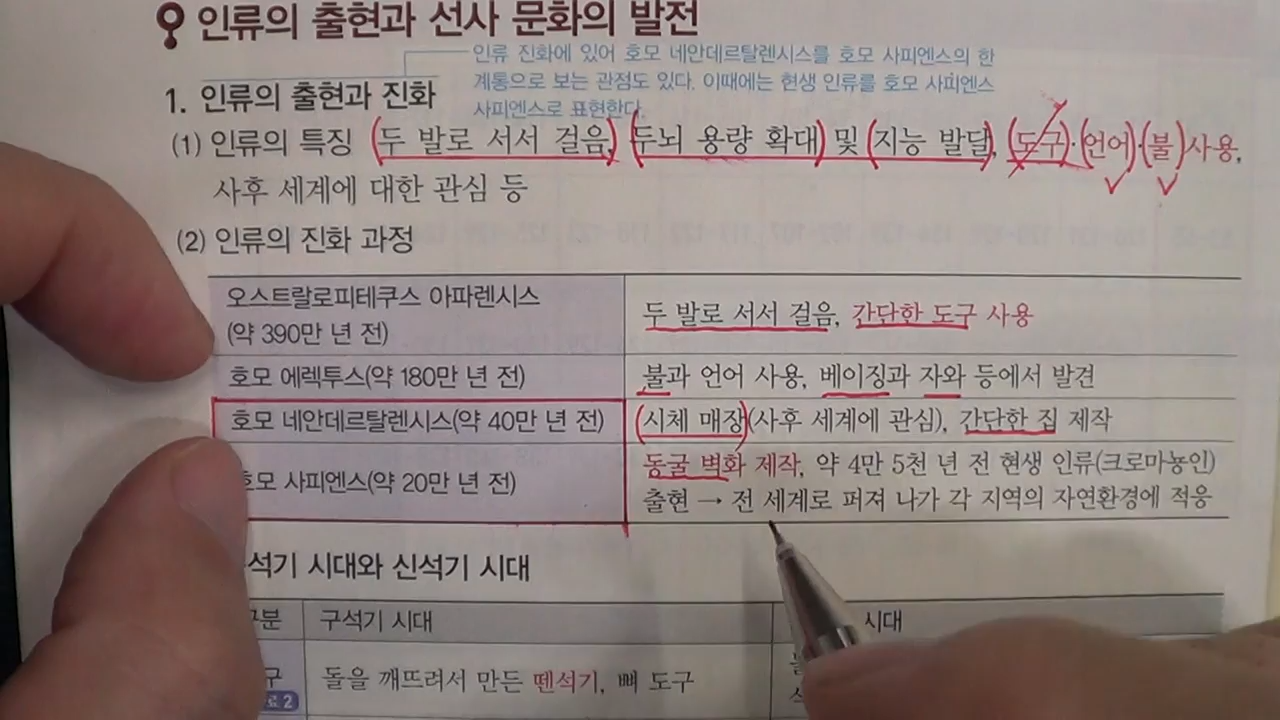 인류의 출현과 선사 문화의 발전
인류 진화에 있어 호모 네안데르탈렌시스를 호모 사피엔스의 한
계통으로 보는 관점도 있다. 이때에는 현생 인류를 호모 사피엔스
사피엔스로 표현한다.
1. 인류의 출현과 진화
(1) 인류의 특징 두 발로 서서 걸음, 두뇌 용량 확대 및 지능 발달, 도구·언어·불 사용,
사후 세계에 대한 관심 등
(2) 인류의 진화 과정
오스트랄로피테쿠스 아파렌시스
(약 390만 년 전)
두 발로 서서 걸음, 간단한 도구 사용
호모 에렉투스(약 180만 년 전)
불과 언어 사용, 베이징과 자와 등에서 발견
호모 네안데르탈렌시스(약 40만 년 전)
시체 매장(사후 세계에 관심), 간단한 집 제작
호모 사피엔스(약 20만 년 전)
동굴 벽화 제작, 약 4만 5천 년 전 현생 인류(크로마뇽인)
출현 → 전 세계로 퍼져 나가 각 지역의 자연환경에 적응
석기 시대와 신석기 시대
구분 구석기 시대 시대
구 돌을 깨뜨려서 만든 뗀석기, 뼈 도구
료 2